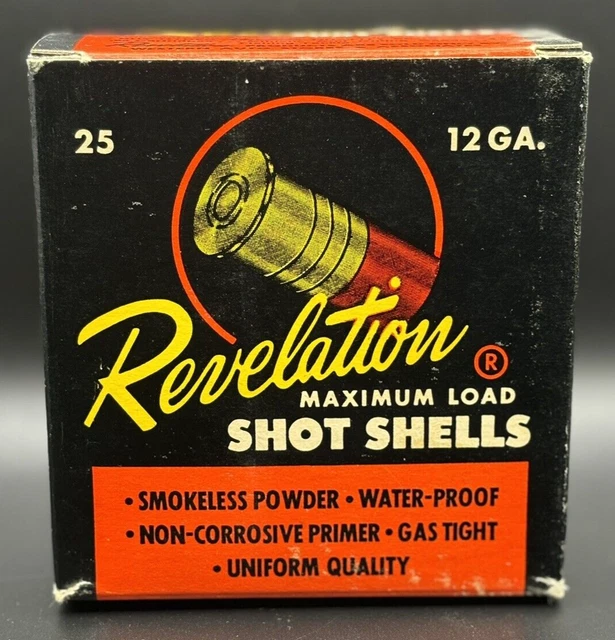 25
12 GA.
Revelation ®
MAXIMUM LOAD
SHOT SHELLS
• SMOKELESS POWDER • WATER-PROOF
• NON-CORROSIVE PRIMER • GAS TIGHT
• UNIFORM QUALITY